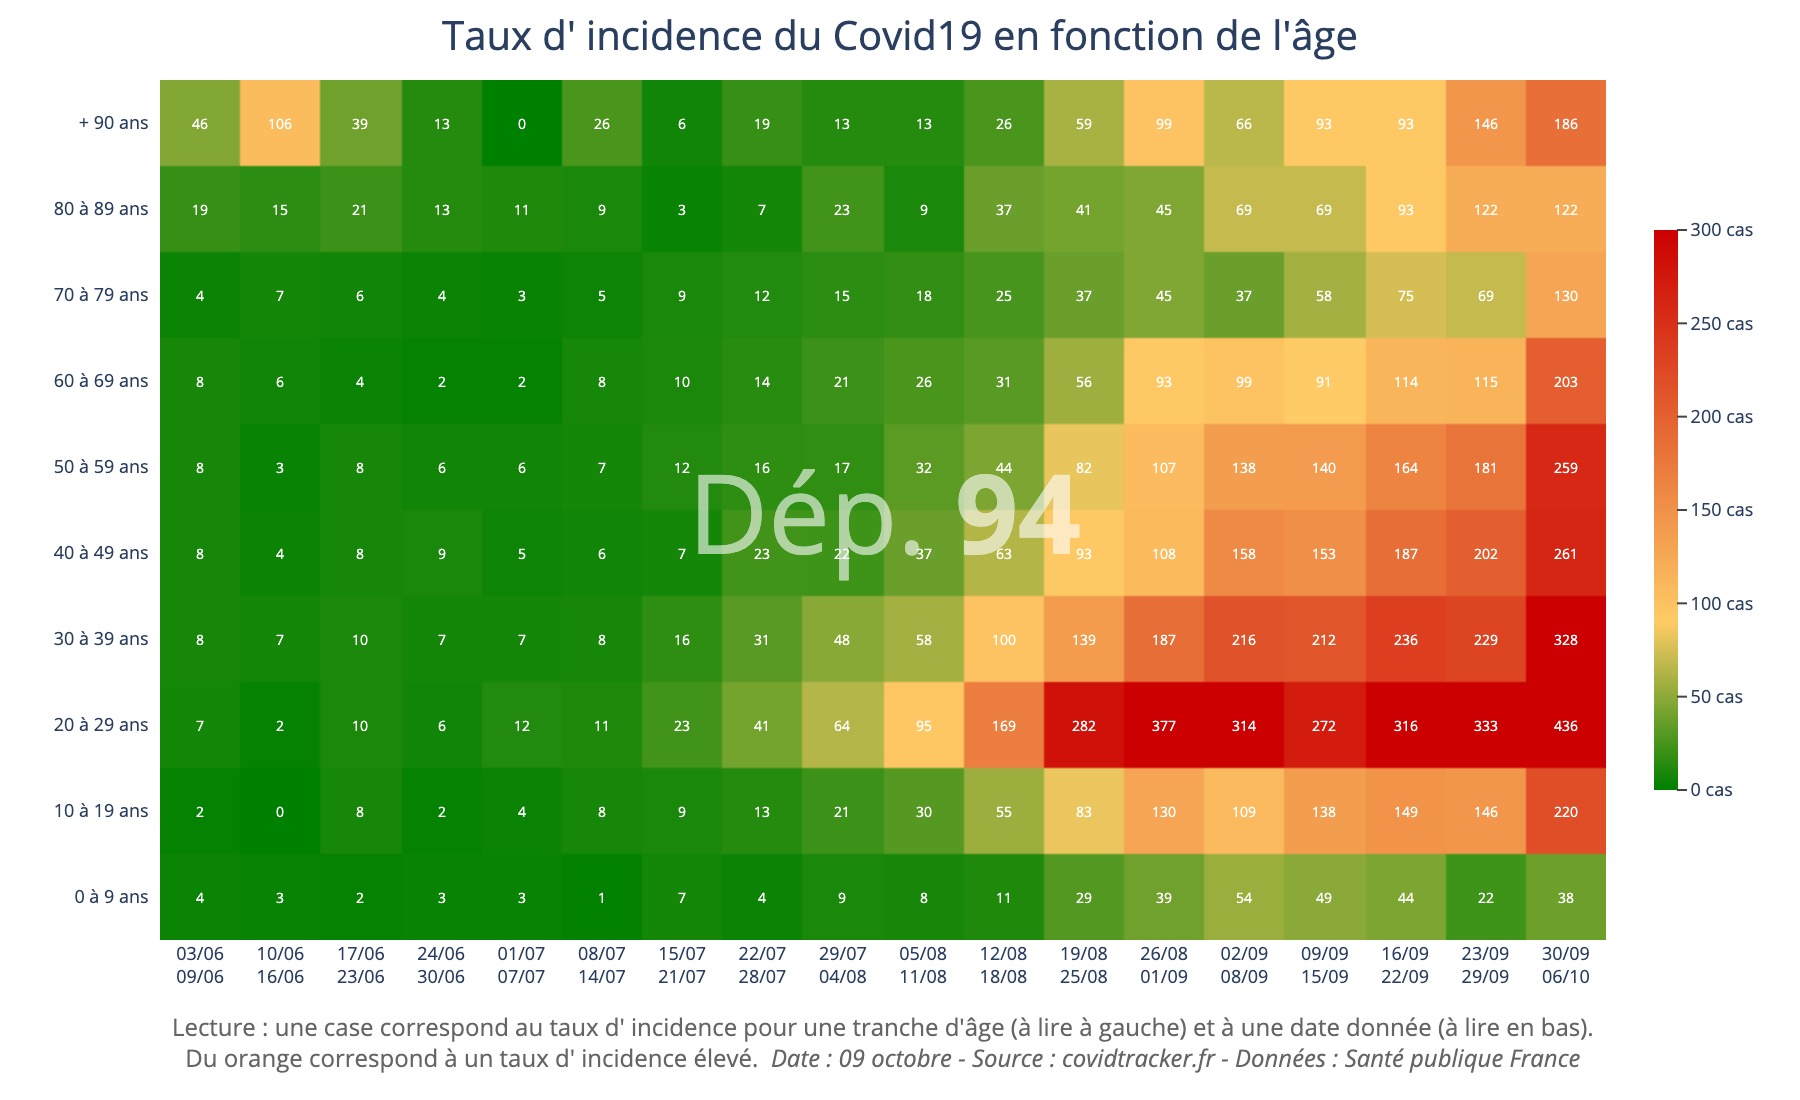 Taux d' incidence du Covid19 en fonction de l'âge
+ 90 ans 46 106 39 13 0 26 6 19 13 13 26 59 99 66 93 93 146 186
80 à 89 ans 19 15 21 13 11 9 3 7 23 9 37 41 45 69 69 93 122 122
300 cas
70 à 79 ans 4 7 6 4 3 5 9 12 15 18 25 37 45 37 58 75 69 130
250 cas
60 à 69 ans 8 6 4 2 2 8 10 14 21 26 31 56 93 99 91 114 115 203
200 cas
50 à 59 ans 8 3 8 6 6 7 12 16 17 32 44 82 107 138 140 164 181 259
Dép. 94
150 cas
40 à 49 ans 8 4 8 9 5 6 7 23 22 37 63 93 108 158 153 187 202 261
100 cas
30 à 39 ans 8 7 10 7 7 8 16 31 48 58 100 139 187 216 212 236 229 328
50 cas
20 à 29 ans 7 2 10 6 12 11 23 41 64 95 169 282 377 314 272 316 333 436
0 cas
10 à 19 ans 2 0 8 2 4 8 9 13 21 30 55 83 130 109 138 149 146 220
0 à 9 ans 4 3 2 3 3 1 7 4 9 8 11 29 39 54 49 44 22 38
03/06 10/06 17/06 24/06 01/07 08/07 15/07 22/07 29/07 05/08 12/08 19/08 26/08 02/09 09/09 16/09 23/09 30/09
09/06 16/06 23/06 30/06 07/07 14/07 21/07 28/07 04/08 11/08 18/08 25/08 01/09 08/09 15/09 22/09 29/09 06/10
Lecture : une case correspond au taux d' incidence pour une tranche d'âge (à lire à gauche) et à une date donnée (à lire en bas).
Du orange correspond à un taux d' incidence élevé. Date : 09 octobre - Source : covidtracker.fr - Données : Santé publique France